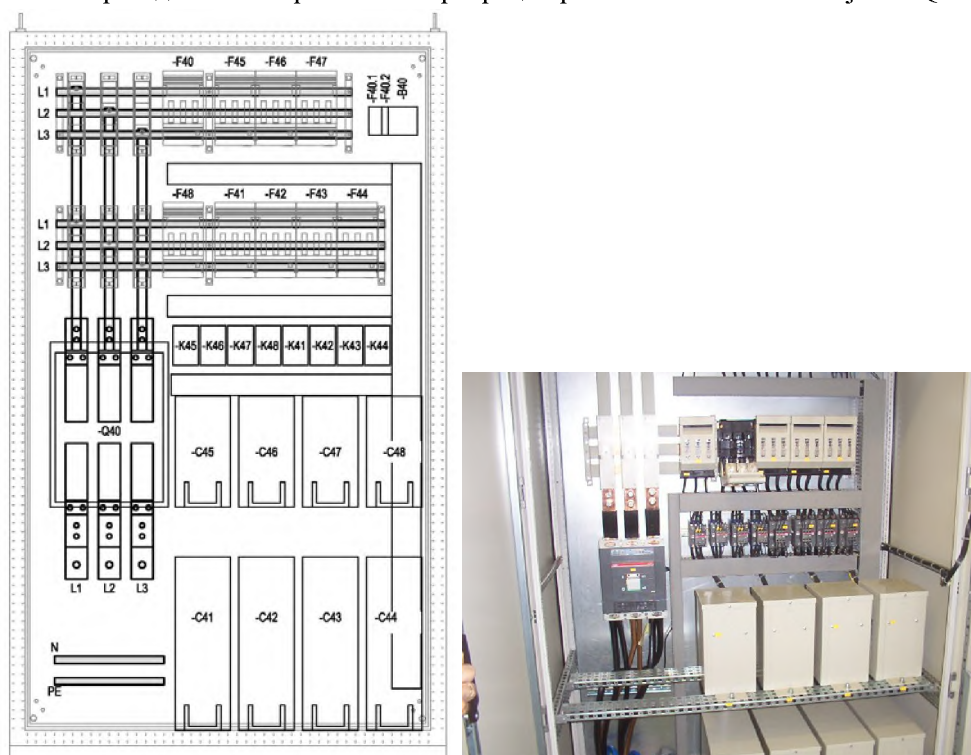 -F40 -F45 -F46 -F47
-F40.1
-F40.2
-B40
L1
L2
L3
-F48 -F41 -F42 -F43 -F44
L1
L2
L3
-K45 -K46 -K47 -K48 -K41 -K42 -K43 -K44
-Q40
-C45 -C46 -C47 -C48
L1 L2 L3
-C41 -C42 -C43 -C44
N
PE